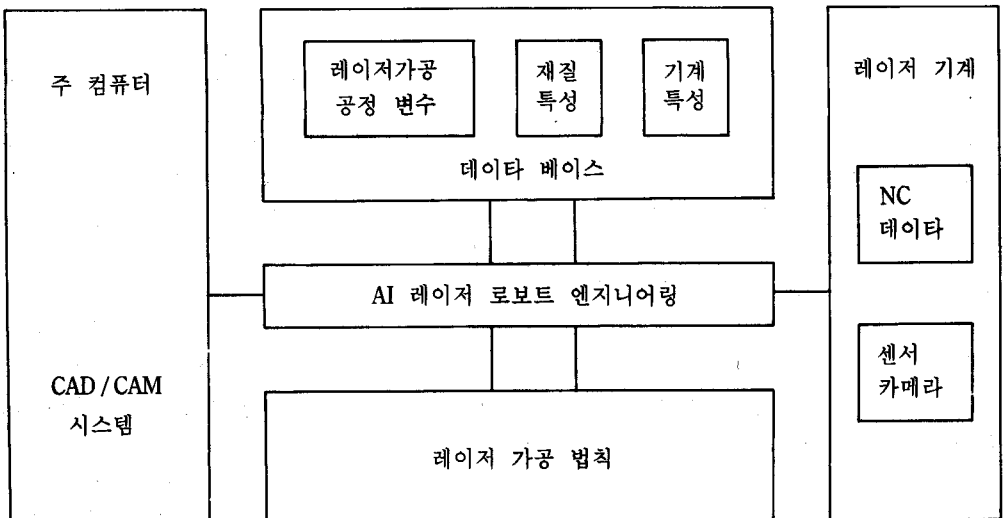 주 컴퓨터
CAD / CAM
시스템
레이저가공
공정 변수
재질
특성
기계
특성
데이타 베이스
AI 레이저 로보트 엔지니어링
레이저 가공 법칙
레이저 기계
NC
데이타
센서
카메라